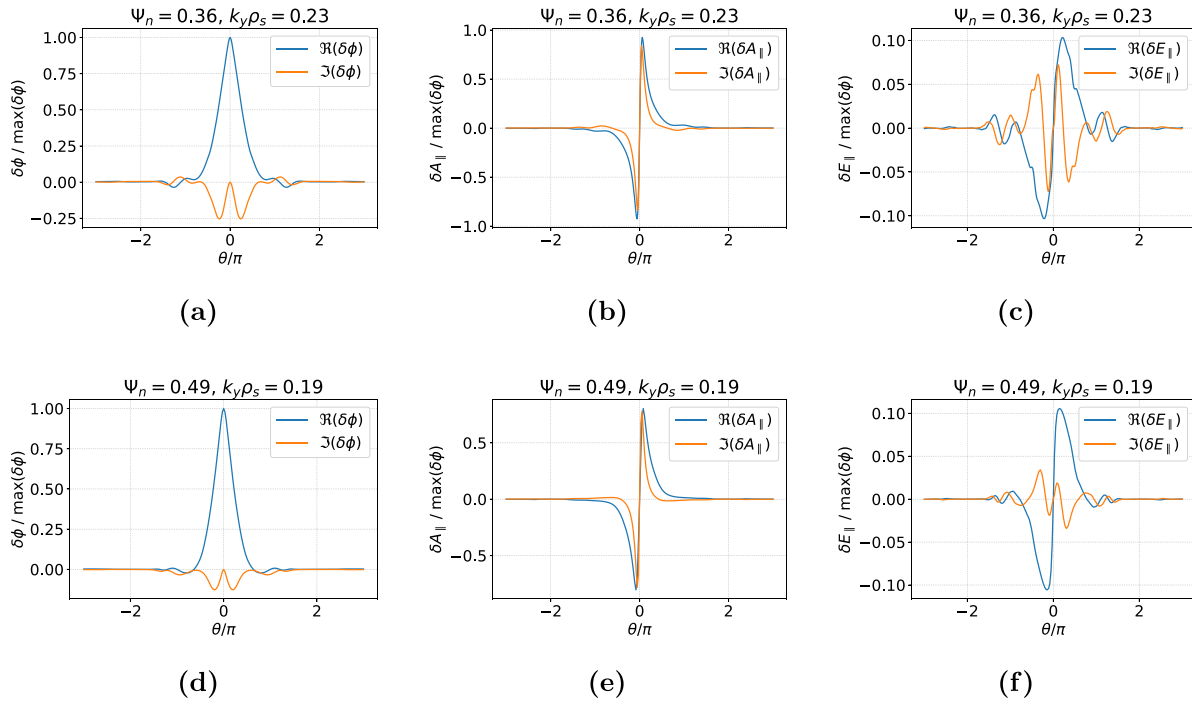 Ψn = 0.36, kyρs = 0.23
1.00
0.75
0.50
0.25
0.00
−0.25
−2
0
2
δϕ / max(δϕ)
θ/π
ℜ(δϕ)
ℑ(δϕ)
(a)
Ψn = 0.36, kyρs = 0.23
1.0
0.5
0.0
−0.5
−1.0
−2
0
2
δA∥ / max(δϕ)
θ/π
ℜ(δA∥)
ℑ(δA∥)
(b)
Ψn = 0.36, kyρs = 0.23
0.10
0.05
0.00
−0.05
−0.10
−2
0
2
δE∥ / max(δϕ)
θ/π
ℜ(δE∥)
ℑ(δE∥)
(c)
Ψn = 0.49, kyρs = 0.19
1.00
0.75
0.50
0.25
0.00
−2
0
2
δϕ / max(δϕ)
θ/π
ℜ(δϕ)
ℑ(δϕ)
(d)
Ψn = 0.49, kyρs = 0.19
0.5
0.0
−0.5
−2
0
2
δA∥ / max(δϕ)
θ/π
ℜ(δA∥)
ℑ(δA∥)
(e)
Ψn = 0.49, kyρs = 0.19
0.10
0.05
0.00
−0.05
−0.10
−2
0
2
δE∥ / max(δϕ)
θ/π
ℜ(δE∥)
ℑ(δE∥)
(f)